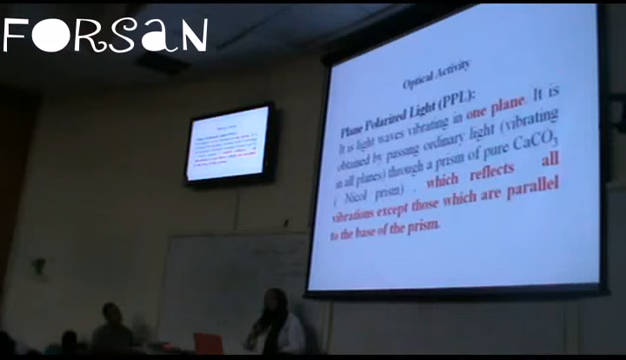 FORSAN
Optical Activity
Plane Polarized Light (PPL):
It is light waves vibrating in one plane. It is
obtained by passing ordinary light (vibrating
in all planes) through a prism of pure CaCO3
( Nicol prism) , which reflects all
vibrations except those which are parallel
to the base of the prism.